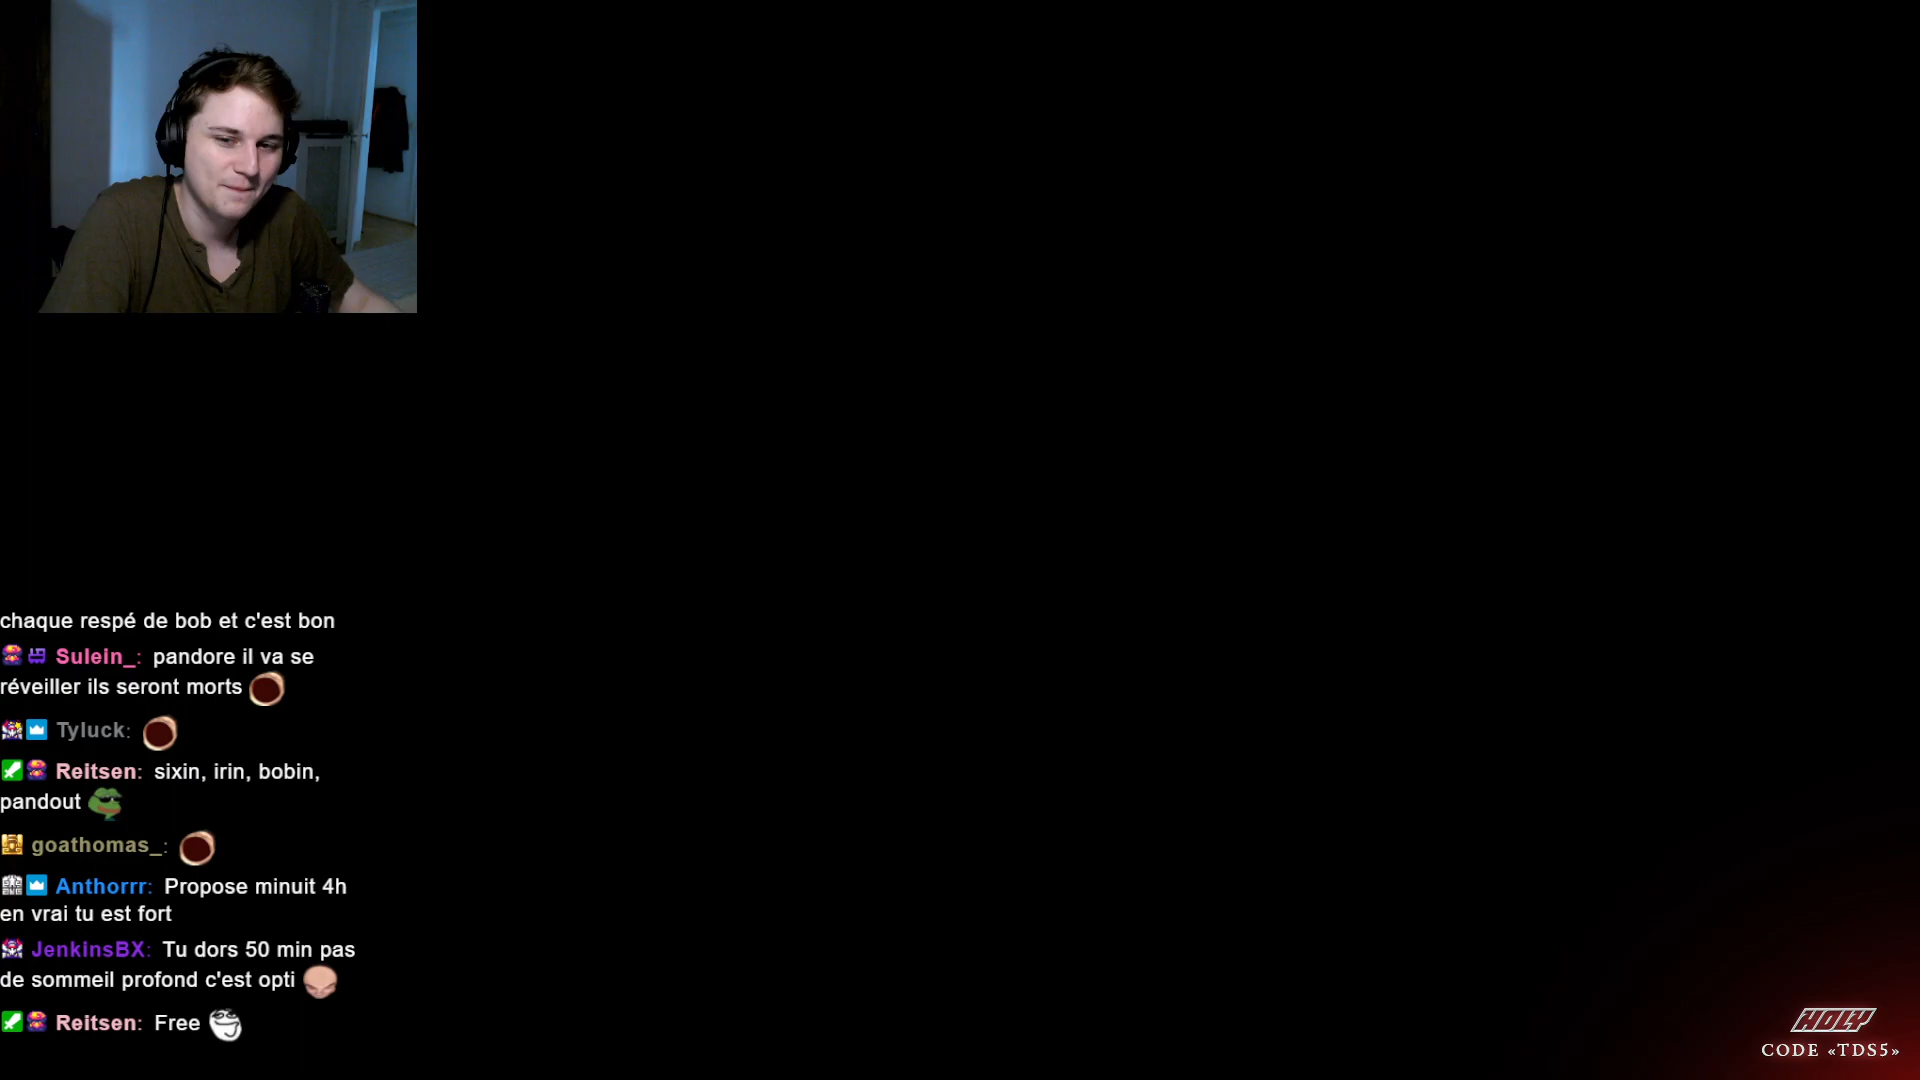 chaque respé de bob et c'est bon
Sulein_: pandore il va se
réveiller ils seront morts
Tyluck:
Reitsen: sixin, irin, bobin,
pandout
goathomas_:
Anthorrr: Propose minuit 4h
en vrai tu est fort
JenkinsBX: Tu dors 50 min pas
de sommeil profond c'est opti
Reitsen: Free
HOLY
CODE «TDS5»